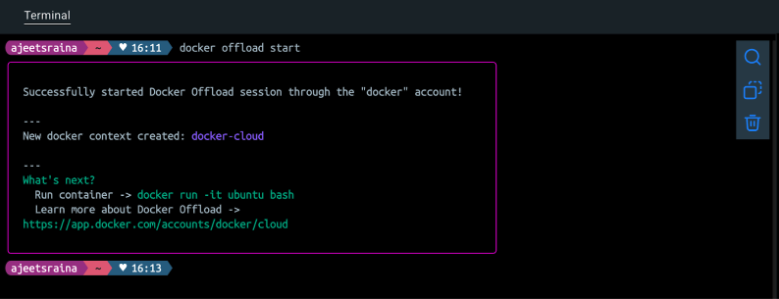 Terminal
ajeetsraina ~ ♥ 16:11 docker offload start
Successfully started Docker Offload session through the "docker" account!
---
New docker context created: docker-cloud
---
What's next?
Run container -> docker run -it ubuntu bash
Learn more about Docker Offload ->
https://app.docker.com/accounts/docker/cloud
ajeetsraina ~ ♥ 16:13